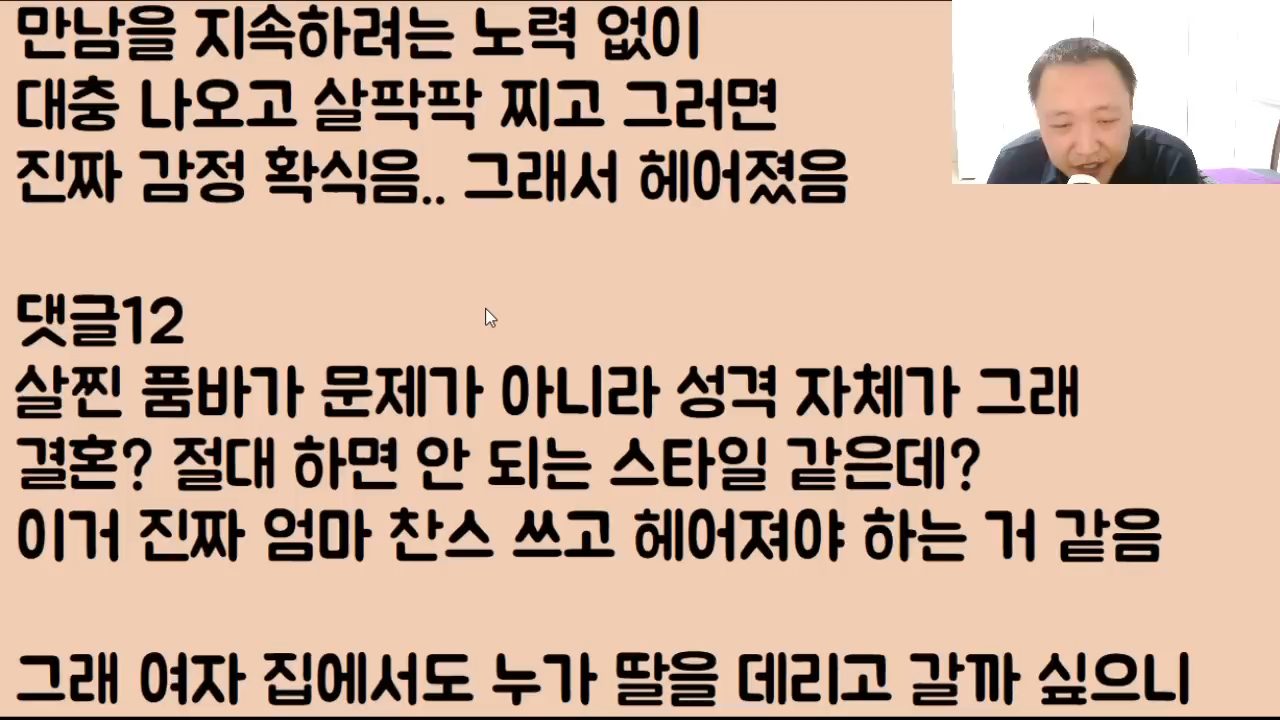 만남을 지속하려는 노력 없이
대충 나오고 살팍팍 찌고 그러면
진짜 감정 확식음.. 그래서 헤어졌음
댓글12
살찐 품바가 문제가 아니라 성격 자체가 그래
결혼? 절대 하면 안 되는 스타일 같은데?
이거 진짜 엄마 찬스 쓰고 헤어져야 하는 거 같음
그래 여자 집에서도 누가 딸을 데리고 갈까 싶으니